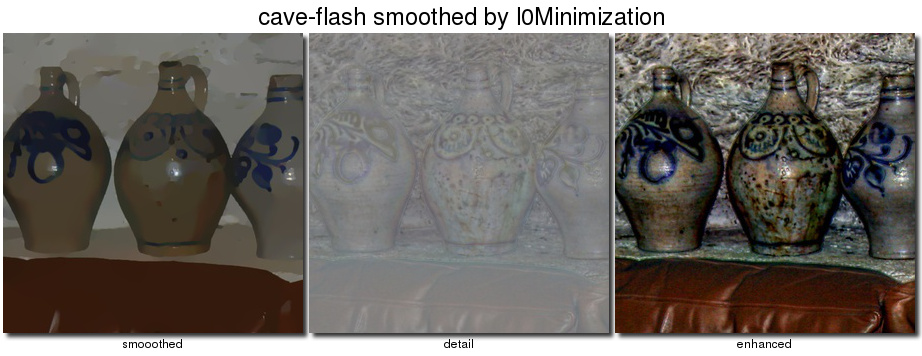 cave-flash smoothed by l0Minimization
smooothed
detail
enhanced